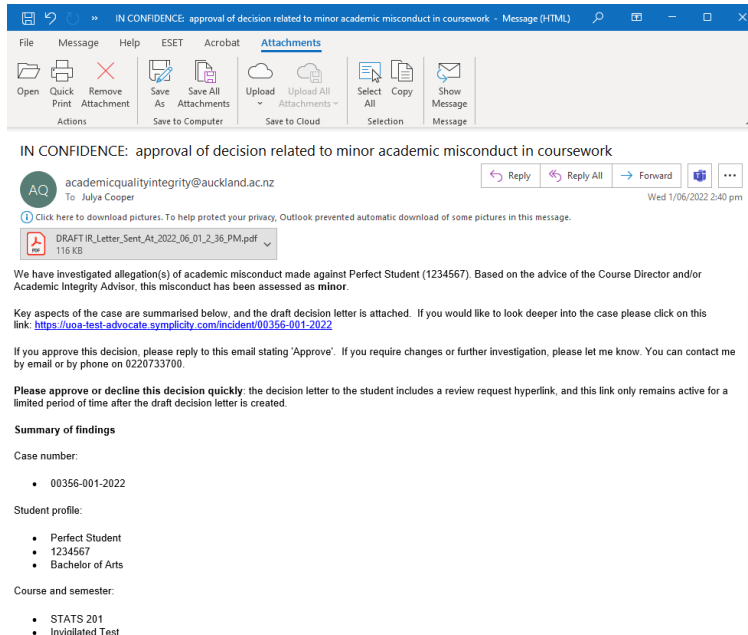 IN CONFIDENCE: approval of decision related to minor academic misconduct in coursework - Message (HTML)
File Message Help ESET Acrobat Attachments
Open Quick Print Remove Attachment Save As Save All Attachments Upload Upload All Attachments Select All Copy Show Message
Actions Save to Computer Save to Cloud Selection Message
IN CONFIDENCE: approval of decision related to minor academic misconduct in coursework
AQ
academicqualityintegrity@auckland.ac.nz
To Julya Cooper
Reply Reply All Forward
Wed 1/06/2022 2:40 pm
Click here to download pictures. To help protect your privacy, Outlook prevented automatic download of some pictures in this message.
PDF
DRAFT IR_Letter_Sent_At_2022_06_01_2_36_PM.pdf
116 KB
We have investigated allegation(s) of academic misconduct made against Perfect Student (1234567). Based on the advice of the Course Director and/or
Academic Integrity Advisor, this misconduct has been assessed as minor.
Key aspects of the case are summarised below, and the draft decision letter is attached. If you would like to look deeper into the case please click on this
link: https://uoa-test-advocate.symplicity.com/incident/00356-001-2022
If you approve this decision, please reply to this email stating 'Approve'. If you require changes or further investigation, please let me know. You can contact me
by email or by phone on 0220733700.
Please approve or decline this decision quickly: the decision letter to the student includes a review request hyperlink, and this link only remains active for a
limited period of time after the draft decision letter is created.
Summary of findings
Case number:
• 00356-001-2022
Student profile:
• Perfect Student
• 1234567
• Bachelor of Arts
Course and semester:
• STATS 201
• Invigilated Test